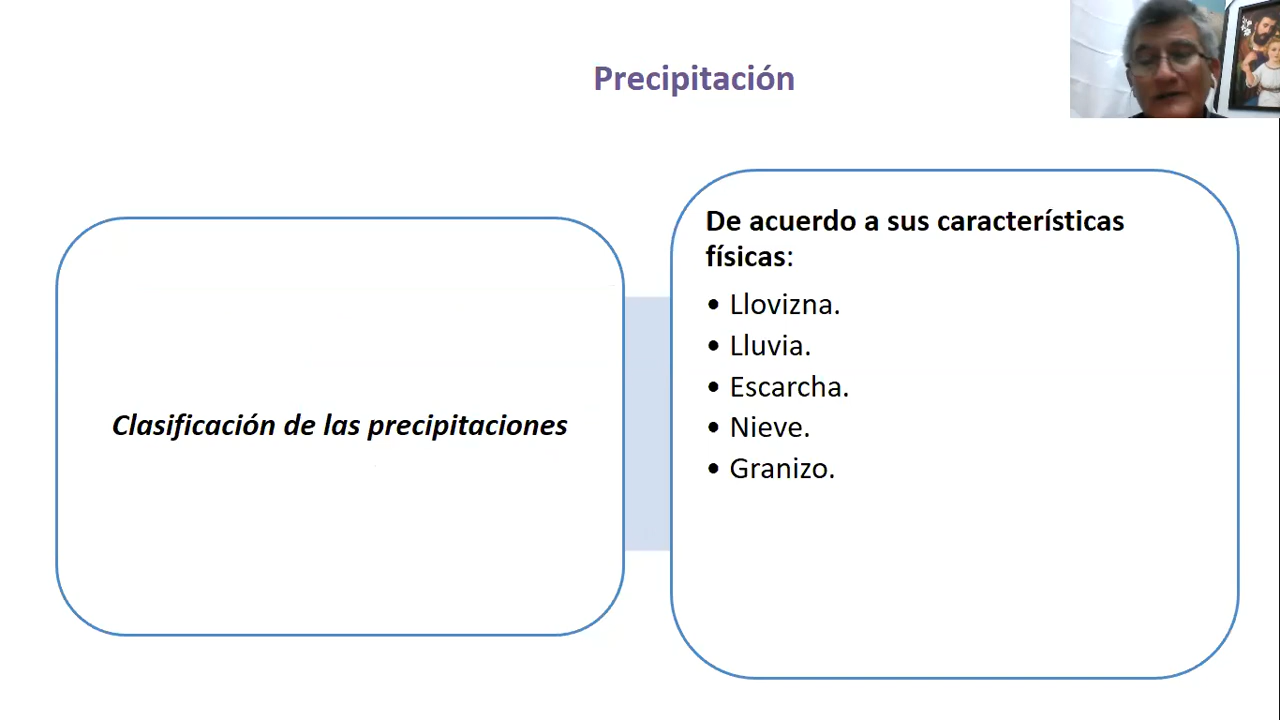 Precipitación
Clasificación de las precipitaciones
De acuerdo a sus características
físicas:
• Llovizna.
• Lluvia.
• Escarcha.
• Nieve.
• Granizo.